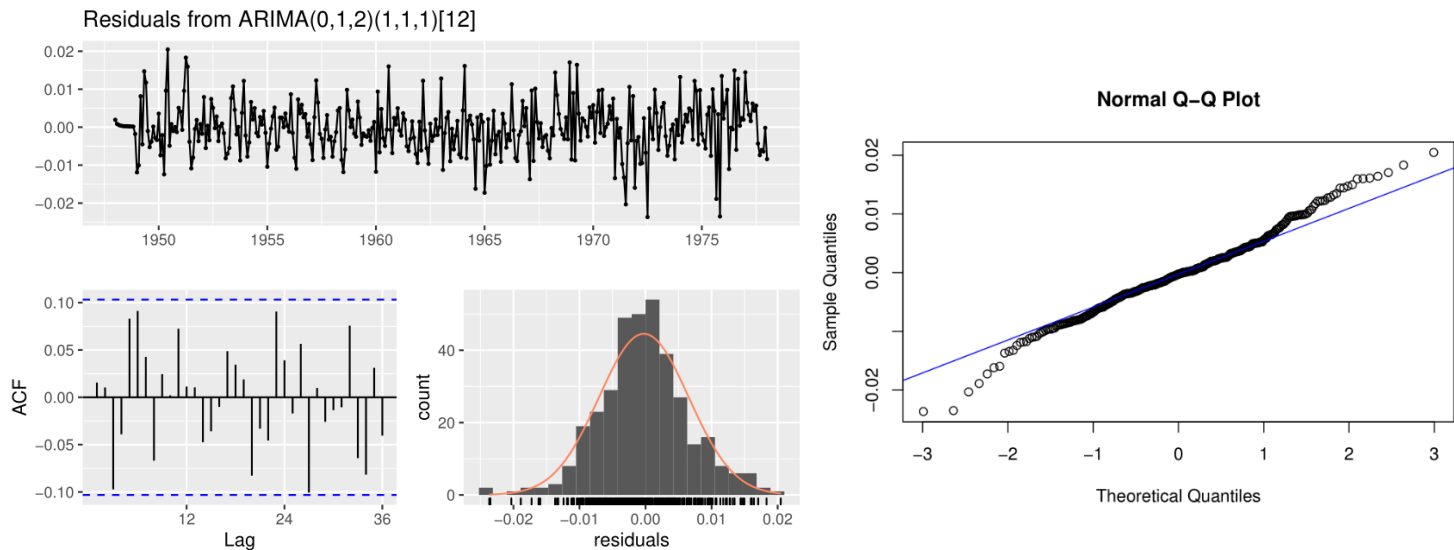 Residuals from ARIMA(0,1,2)(1,1,1)[12]
0.02
0.01
0.00
−0.01
−0.02
1950 1955 1960 1965 1970 1975
ACF
0.10
0.05
0.00
−0.05
−0.10
12 24 36
Lag
count
40
20
0
−0.02 −0.01 0.00 0.01 0.02
residuals
Normal Q−Q Plot
Sample Quantiles
0.02
0.01
0.00
−0.02
−3 −2 −1 0 1 2 3
Theoretical Quantiles